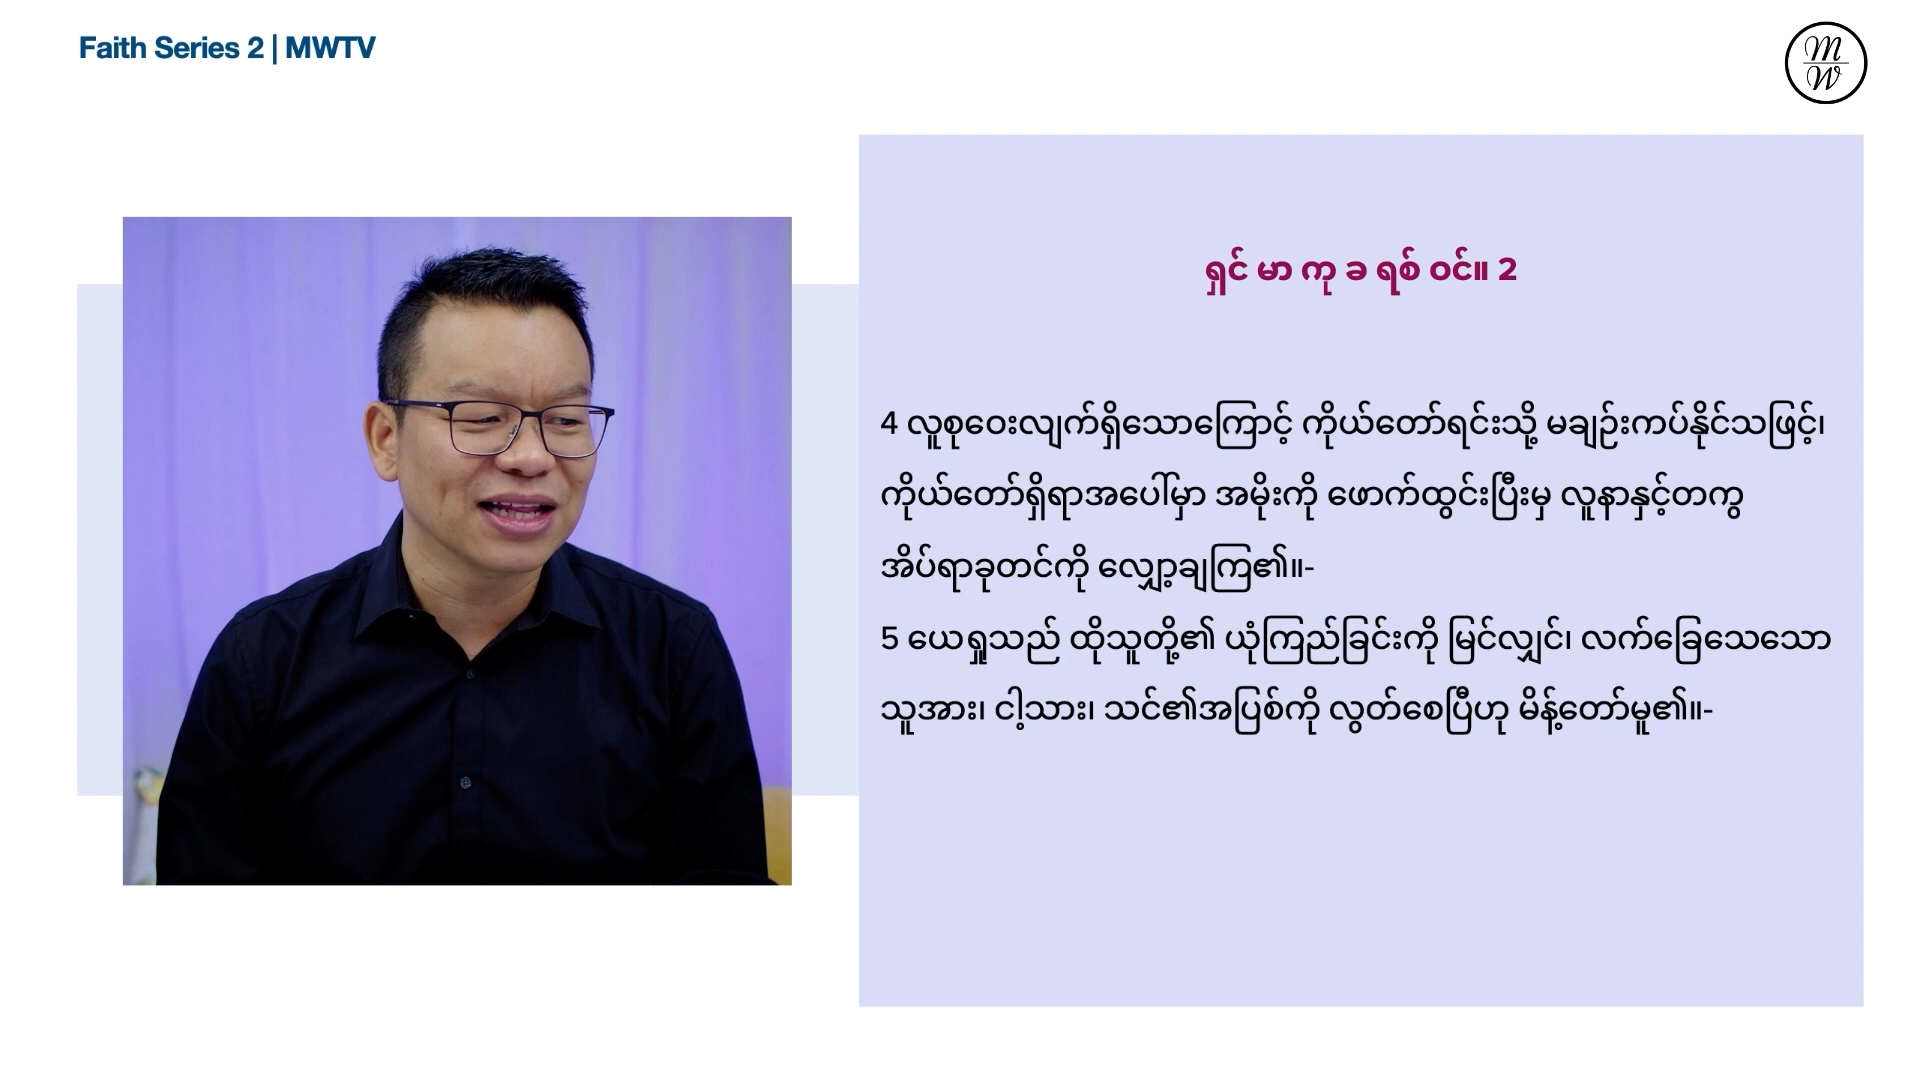 Faith Series 2 | MWTV
M
W
ရှင် မာ ကု ခ ရစ် ဝင်။ 2
4 လူစုဝေးလျက်ရှိသောကြောင့် ကိုယ်တော်ရင်းသို့ မချဉ်းကပ်နိုင်သဖြင့်၊
ကိုယ်တော်ရှိရာအပေါ်မှာ အမိုးကို ဖောက်ထွင်းပြီးမှ လူနာနှင့်တကွ
အိပ်ရာခုတင်ကို လျှော့ချကြ၏။-
5 ယေရှုသည် ထိုသူတို့၏ ယုံကြည်ခြင်းကို မြင်လျှင်၊ လက်ခြေသေသော
သူအား၊ ငါ့သား၊ သင်၏အပြစ်ကို လွှတ်စေပြီဟု မိန့်တော်မူ၏။-